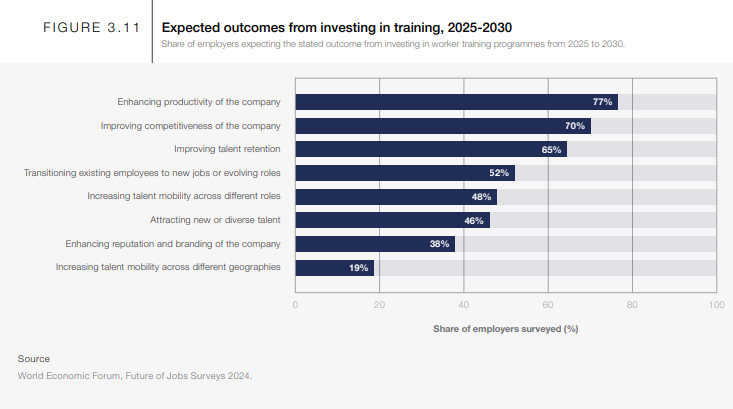 FIGURE 3.11
Expected outcomes from investing in training, 2025-2030
Share of employers expecting the stated outcome from investing in worker training programmes from 2025 to 2030.
Enhancing productivity of the company 77%
Improving competitiveness of the company 70%
Improving talent retention 65%
Transitioning existing employees to new jobs or evolving roles 52%
Increasing talent mobility across different roles 48%
Attracting new or diverse talent 46%
Enhancing reputation and branding of the company 38%
Increasing talent mobility across different geographies 19%
0 20 40 60 80 100
Share of employers surveyed (%)
Source
World Economic Forum, Future of Jobs Surveys 2024.